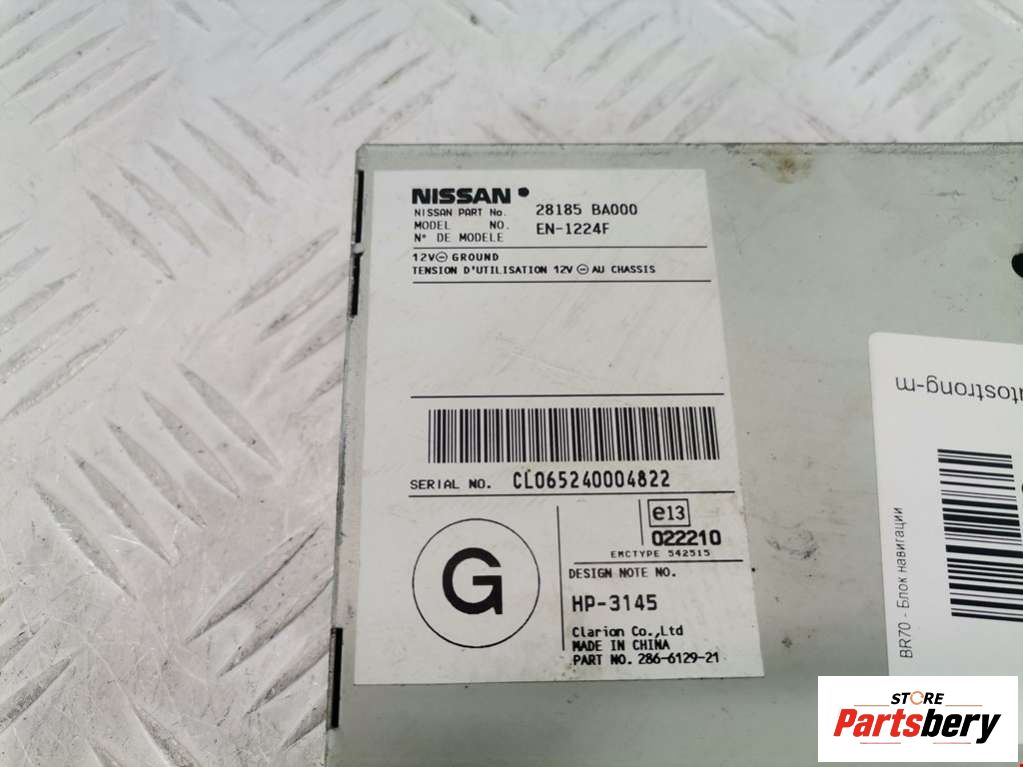 NISSAN
NISSAN PART No. 28185 BA000
MODEL NO. EN-1224F
N° DE MODELE
12V⊖ GROUND
TENSION D'UTILISATION 12V ⊖ AU CHASSIS
SERIAL NO. CL065240004822
e13
022210
EMCTYPE 542515
G
DESIGN NOTE NO.
HP-3145
Clarion Co.,Ltd
MADE IN CHINA
PART NO. 286-6129-21
utostrong-m
BR70 - Блок навигации
STORE
Partsbery